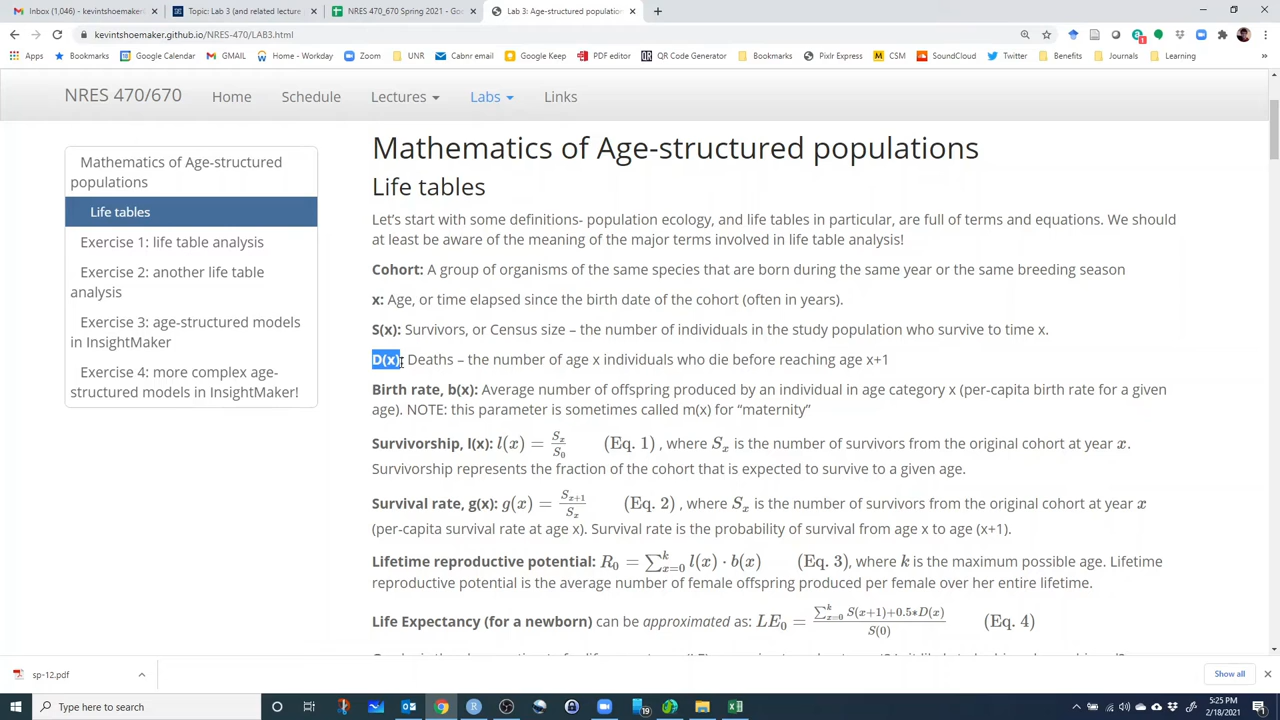 Inbox (1,046) - kevintshoemaker
Topic: Lab 3 (and related lecture
NRES 470_670 Spring 2021 - Goo
Lab 3: Age-structured population
kevintshoemaker.github.io/NRES-470/LAB3.html
Apps
Bookmarks
Google Calendar
GMAIL
Home - Workday
Zoom
UNR
Cabnr email
Google Keep
PDF editor
QR Code Generator
Bookmarks
Pixlr Express
CSM
SoundCloud
Twitter
Benefits
Journals
Learning
NRES 470/670
Home
Schedule
Lectures
Labs
Links
Mathematics of Age-structured
populations
Life tables
Exercise 1: life table analysis
Exercise 2: another life table
analysis
Exercise 3: age-structured models
in InsightMaker
Exercise 4: more complex age-
structured models in InsightMaker!
Mathematics of Age-structured populations
Life tables
Let's start with some definitions- population ecology, and life tables in particular, are full of terms and equations. We should
at least be aware of the meaning of the major terms involved in life table analysis!
Cohort: A group of organisms of the same species that are born during the same year or the same breeding season
x: Age, or time elapsed since the birth date of the cohort (often in years).
S(x): Survivors, or Census size – the number of individuals in the study population who survive to time x.
D(x): Deaths – the number of age x individuals who die before reaching age x+1
Birth rate, b(x): Average number of offspring produced by an individual in age category x (per-capita birth rate for a given
age). NOTE: this parameter is sometimes called m(x) for "maternity"
Survivorship, l(x): l(x) = S_x/S_0 (Eq. 1) , where S_x is the number of survivors from the original cohort at year x.
Survivorship represents the fraction of the cohort that is expected to survive to a given age.
Survival rate, g(x): g(x) = S_{x+1}/S_x (Eq. 2) , where S_x is the number of survivors from the original cohort at year x
(per-capita survival rate at age x). Survival rate is the probability of survival from age x to age (x+1).
Lifetime reproductive potential: R_0 = ∑_{x=0}^k l(x) · b(x) (Eq. 3), where k is the maximum possible age. Lifetime
reproductive potential is the average number of female offspring produced per female over her entire lifetime.
Life Expectancy (for a newborn) can be approximated as: LE_0 = (∑_{x=0}^k S(x+1)+0.5*D(x))/S(0) (Eq. 4)
sp-12.pdf
Show all
Type here to search
19
5:25 PM
2/18/2021